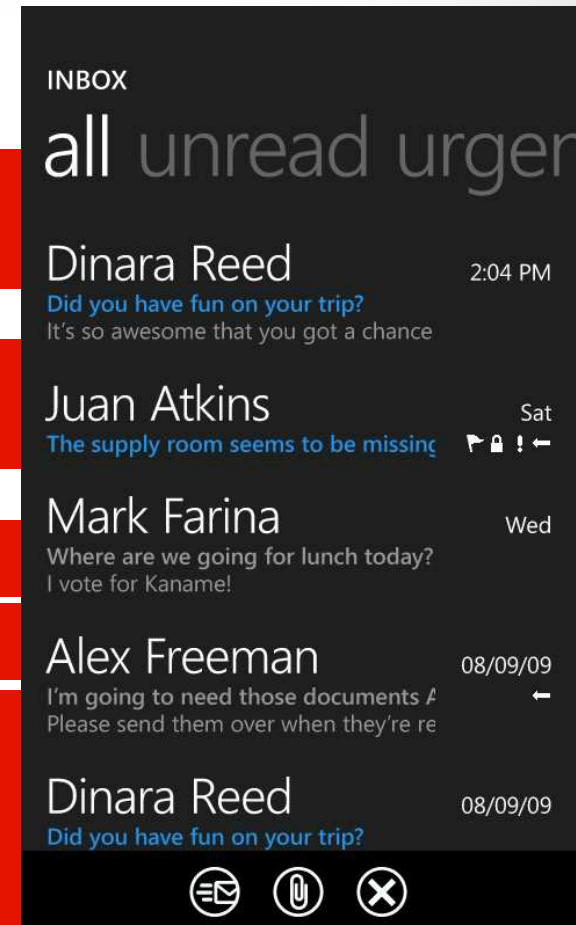 INBOX
all unread urger
Dinara Reed
2:04 PM
Did you have fun on your trip?
It's so awesome that you got a chance
Juan Atkins
Sat
The supply room seems to be missing
Mark Farina
Wed
Where are we going for lunch today?
I vote for Kaname!
Alex Freeman
08/09/09
I'm going to need those documents A
Please send them over when they're re
Dinara Reed
08/09/09
Did you have fun on your trip?